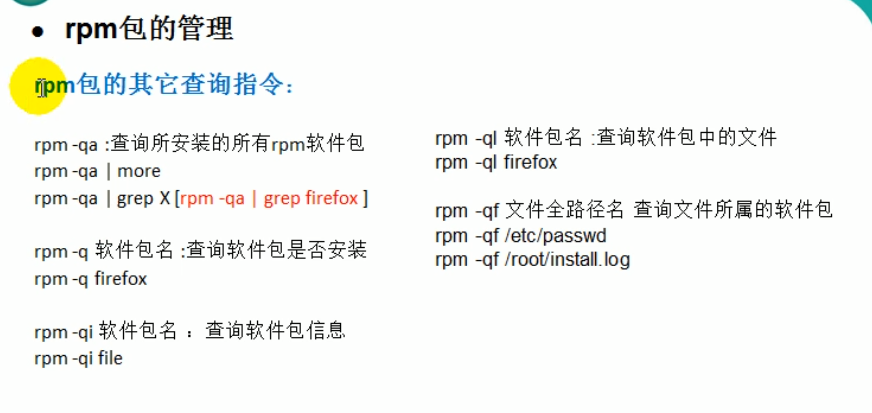 ● rpm包的管理
rpm包的其它查询指令：
rpm -qa :查询所安装的所有rpm软件包
rpm -qa | more
rpm -qa | grep X [rpm -qa | grep firefox ]
rpm -q 软件包名 :查询软件包是否安装
rpm -q firefox
rpm -qi 软件包名 ：查询软件包信息
rpm -qi file
rpm -ql 软件包名 :查询软件包中的文件
rpm -ql firefox
rpm -qf 文件全路径名 查询文件所属的软件包
rpm -qf /etc/passwd
rpm -qf /root/install.log